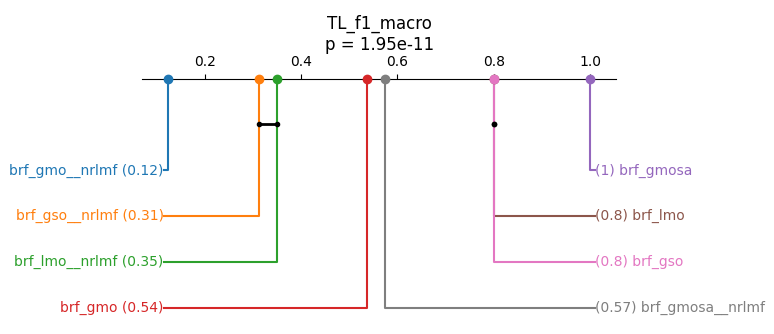 TL_f1_macro
p = 1.95e-11
0.2 0.4 0.6 0.8 1.0
brf_gmo__nrlmf (0.12) (1) brf_gmosa
brf_gso__nrlmf (0.31) (0.8) brf_lmo
brf_lmo__nrlmf (0.35) (0.8) brf_gso
brf_gmo (0.54) (0.57) brf_gmosa__nrlmf